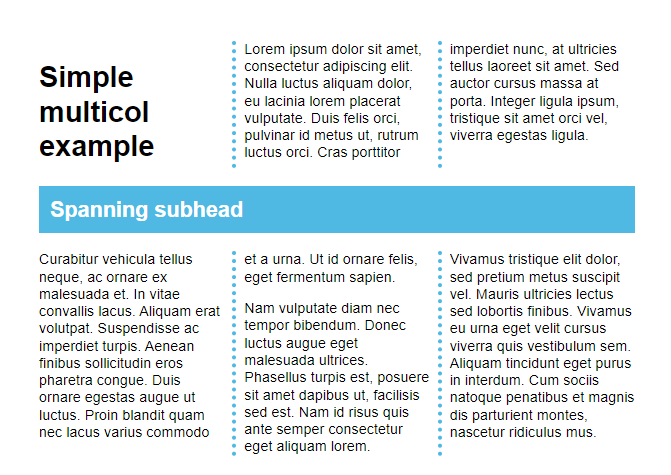 Simple
multicol
example
Lorem ipsum dolor sit amet,
consectetur adipiscing elit.
Nulla luctus aliquam dolor,
eu lacinia lorem placerat
vulputate. Duis felis orci,
pulvinar id metus ut, rutrum
luctus orci. Cras porttitor
imperdiet nunc, at ultricies
tellus laoreet sit amet. Sed
auctor cursus massa at
porta. Integer ligula ipsum,
tristique sit amet orci vel,
viverra egestas ligula.
Spanning subhead
Curabitur vehicula tellus
neque, ac ornare ex
malesuada et. In vitae
convallis lacus. Aliquam erat
volutpat. Suspendisse ac
imperdiet turpis. Aenean
finibus sollicitudin eros
pharetra congue. Duis
ornare egestas augue ut
luctus. Proin blandit quam
nec lacus varius commodo
et a urna. Ut id ornare felis,
eget fermentum sapien.
Nam vulputate diam nec
tempor bibendum. Donec
luctus augue eget
malesuada ultrices.
Phasellus turpis est, posuere
sit amet dapibus ut, facilisis
sed est. Nam id risus quis
ante semper consectetur
eget aliquam lorem.
Vivamus tristique elit dolor,
sed pretium metus suscipit
vel. Mauris ultricies lectus
sed lobortis finibus. Vivamus
eu urna eget velit cursus
viverra quis vestibulum sem.
Aliquam tincidunt eget purus
in interdum. Cum sociis
natoque penatibus et magnis
dis parturient montes,
nascetur ridiculus mus.